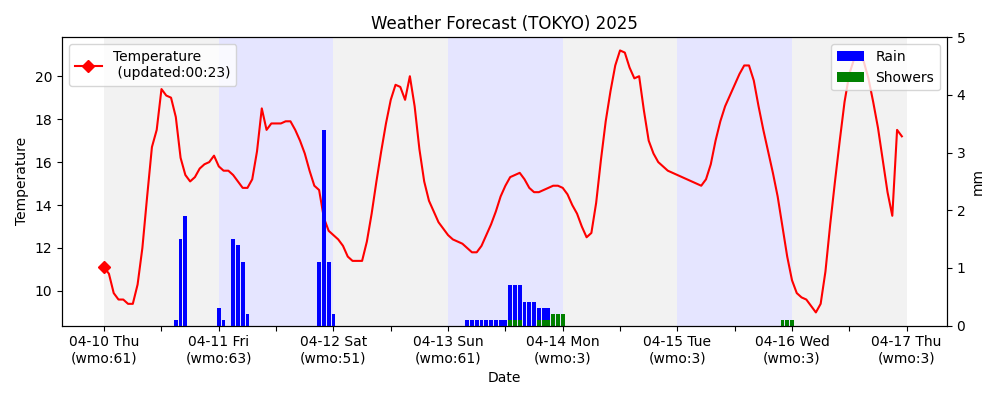 Weather Forecast (TOKYO) 2025
Temperature
(updated:00:23)
Rain
Showers
Temperature
20
18
16
14
12
10
5
4
3
2
1
0
mm
04-10 Thu
(wmo:61)
04-11 Fri
(wmo:63)
04-12 Sat
(wmo:51)
04-13 Sun
(wmo:61)
04-14 Mon
(wmo:3)
04-15 Tue
(wmo:3)
04-16 Wed
(wmo:3)
04-17 Thu
(wmo:3)
Date